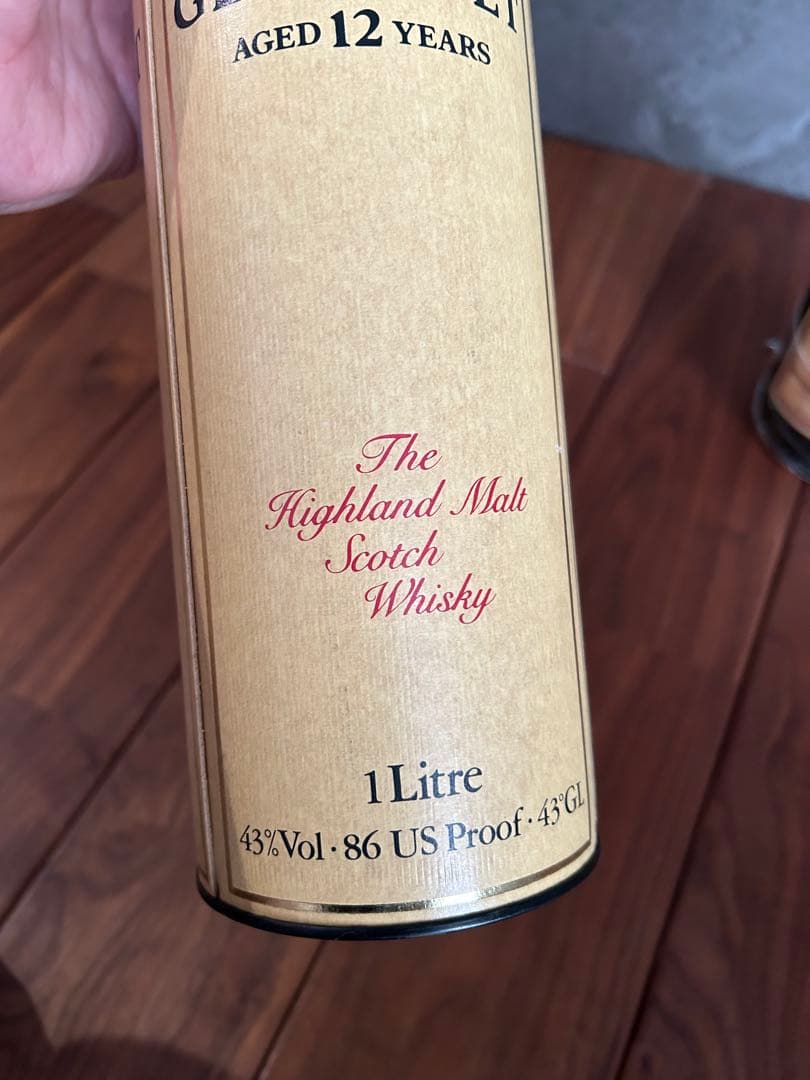 AGED 12 YEARS
The
Highland Malt
Scotch
Whisky
1 Litre
43%Vol · 86 US Proof · 43°GL